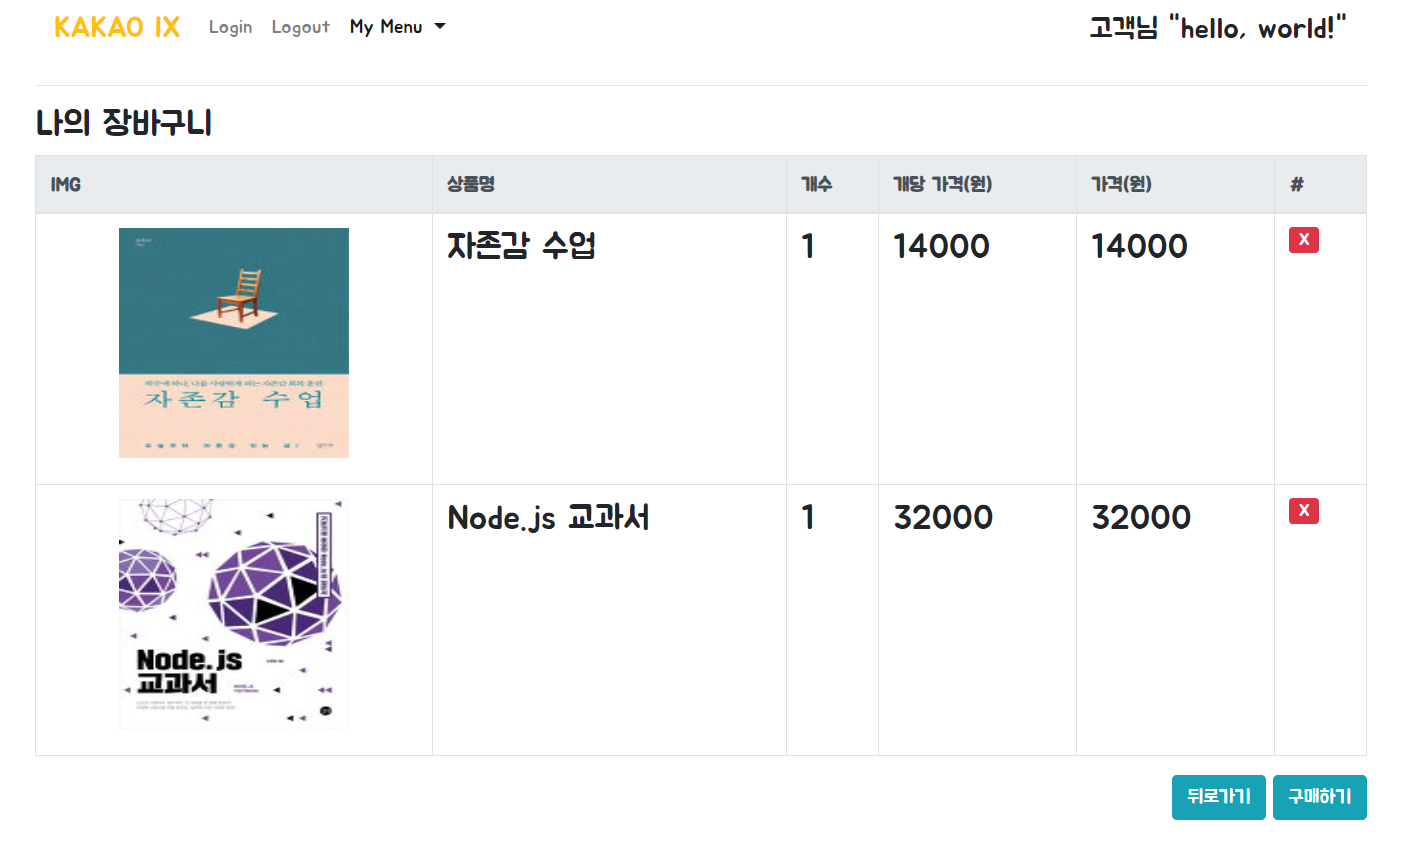 KAKAO IX Login Logout My Menu 고객님 "hello, world!"
나의 장바구니
IMG 상품명 개수 개당 가격(원) 가격(원) #
자존감 수업 1 14000 14000 X
자존감 수업
Node.js 교과서 1 32000 32000 X
Node.js
교과서
뒤로가기 구매하기